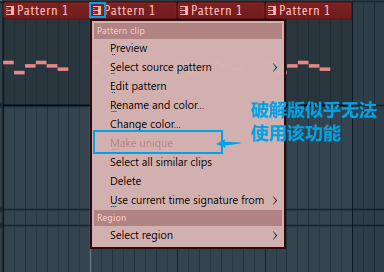 Pattern 1 Pattern 1 Pattern 1 Pattern 1
Pattern clip
Preview
Select source pattern
Edit pattern
Rename and color...
Change color...
Make unique
Select all similar clips
Delete
Use current time signature from
Region
Select region
破解版似乎无法
使用该功能